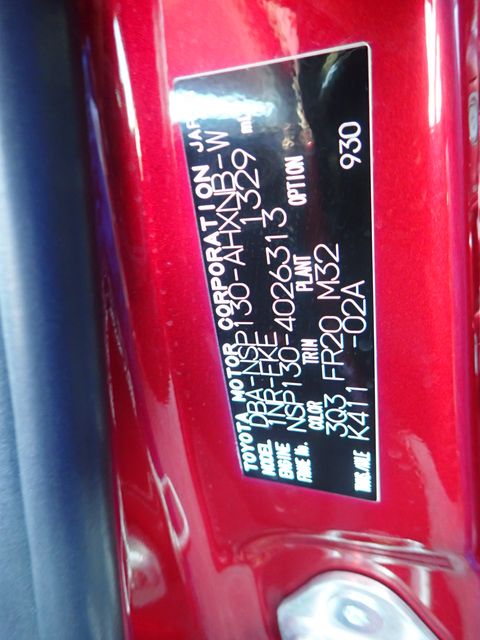 TOYOTA MOTOR CORPORATION JAP
MODEL DBA-NSP130-AHXNB-W
ENGINE 1NR-FKE 1329 mL
FRAME No. NSP130-4026313
COLOR TRIM PLANT OPTION
3Q3 FR20 M32 930
TRANS./AXLE K411 -02A